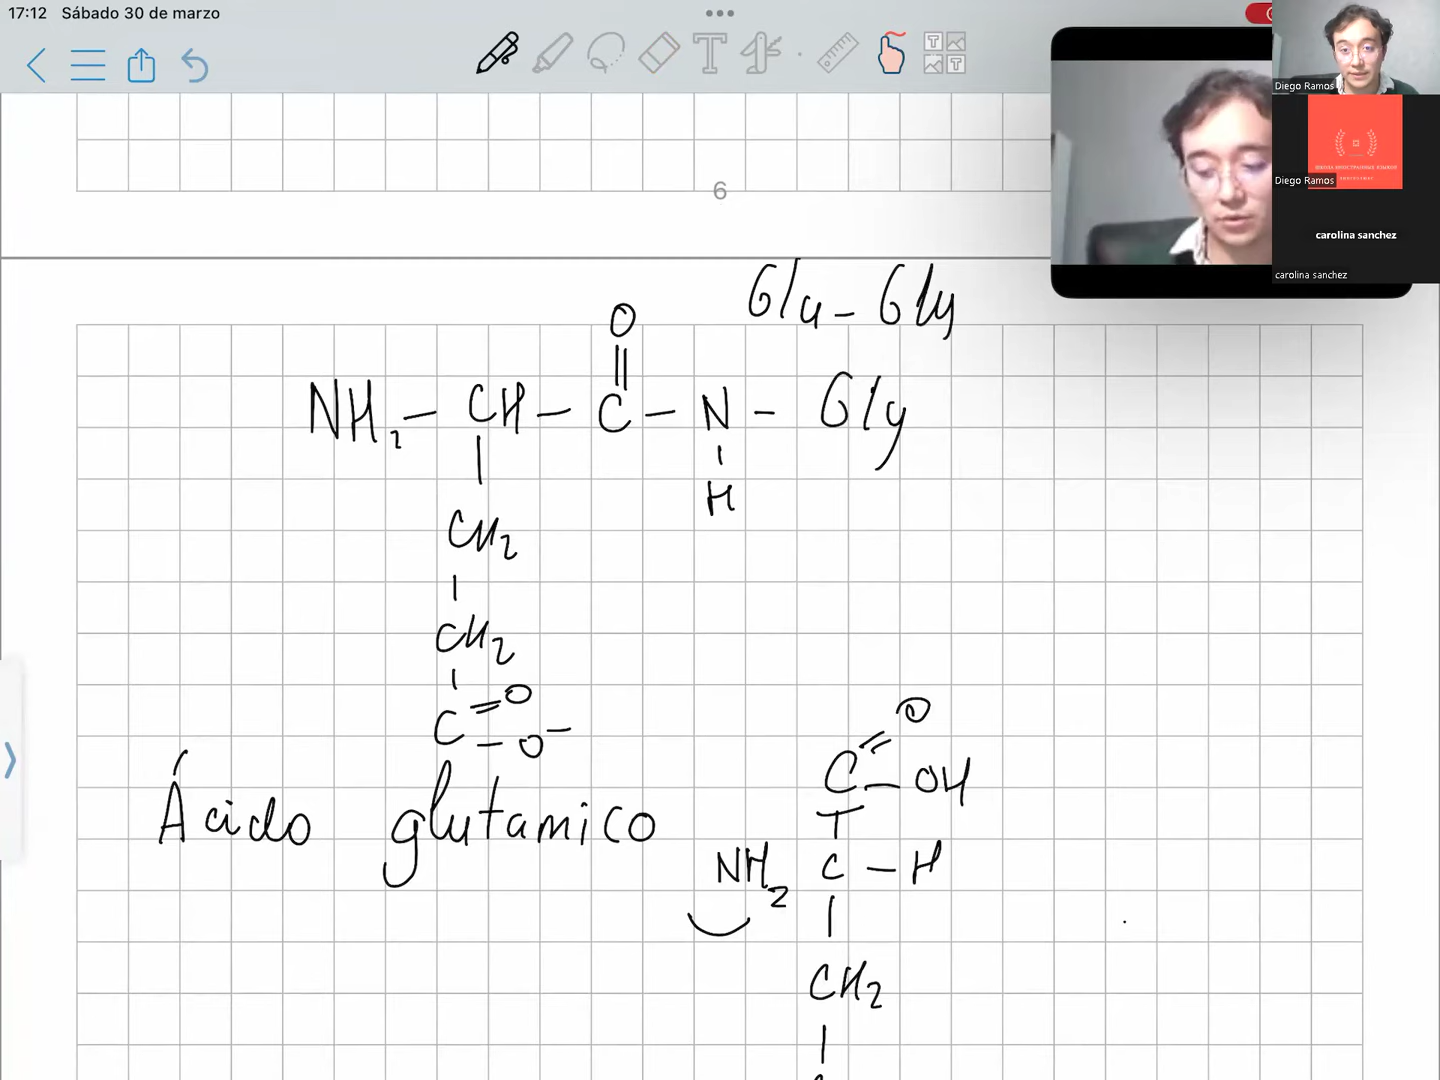 17:12 Sábado 30 de marzo
Diego Ramos
Diego Ramos
carolina sanchez
carolina sanchez
6
Glu - Gly
O
NH2 - CH - C - N - Gly
H
CH2
CH2
C = O
- O-
Ácido glutamico
O
C - OH
NH2 C - H
CH2